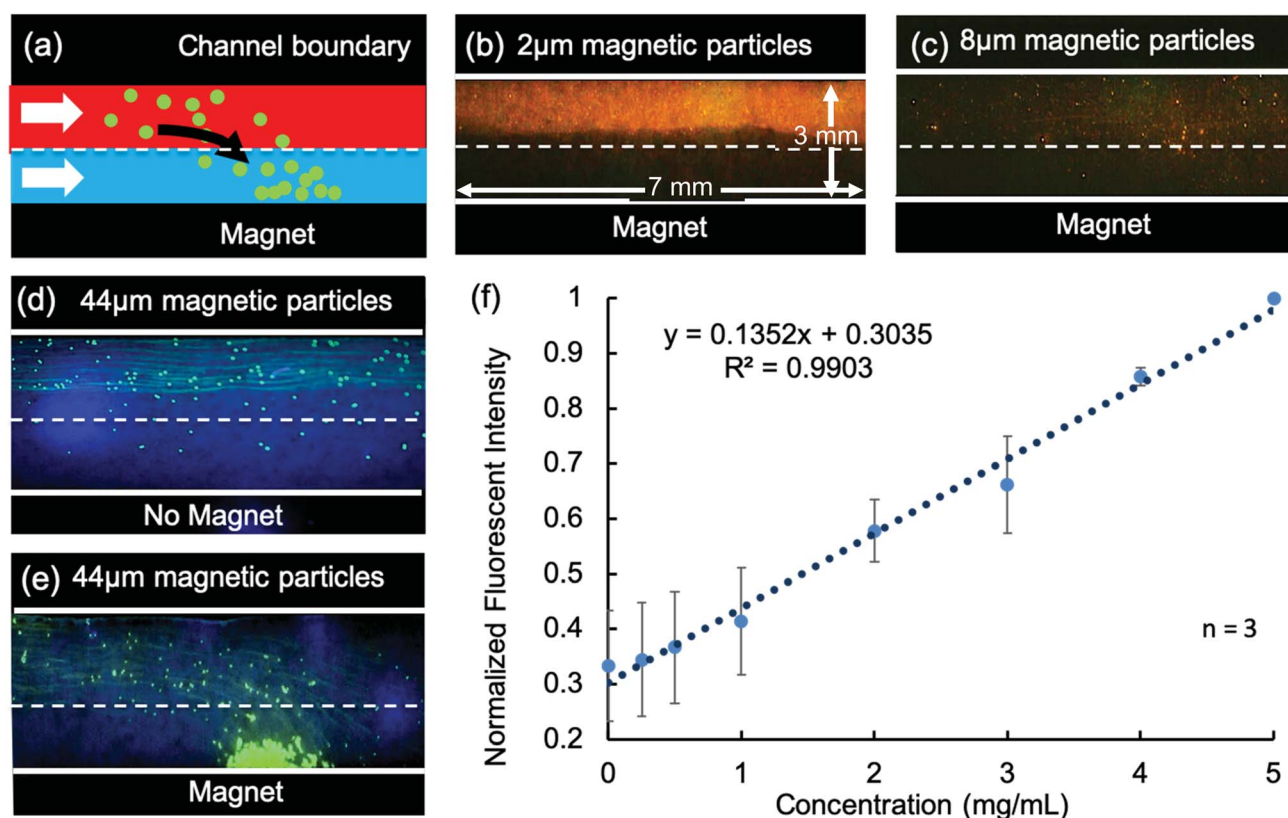 (a)
Channel boundary
Magnet
(b)
2µm magnetic particles
3 mm
7 mm
Magnet
(c)
8µm magnetic particles
Magnet
(d)
44µm magnetic particles
No Magnet
(e)
44µm magnetic particles
Magnet
(f)
y = 0.1352x + 0.3035
R² = 0.9903
n = 3
Normalized Fluorescent Intensity
1
0.9
0.8
0.7
0.6
0.5
0.4
0.3
0.2
0 1 2 3 4 5
Concentration (mg/mL)